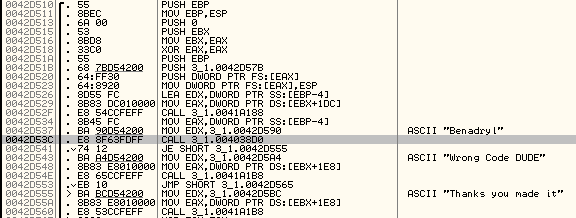 0042D510 . 55 PUSH EBP
0042D511 . 8BEC MOV EBP,ESP
0042D513 . 6A 00 PUSH 0
0042D515 . 53 PUSH EBX
0042D516 . 8BD8 MOV EBX,EAX
0042D518 . 33C0 XOR EAX,EAX
0042D51A . 55 PUSH EBP
0042D51B . 68 7BD54200 PUSH 3_1.0042D57B
0042D520 . 64:FF30 PUSH DWORD PTR FS:[EAX]
0042D523 . 64:8920 MOV DWORD PTR FS:[EAX],ESP
0042D526 . 8D55 FC LEA EDX,DWORD PTR SS:[EBP-4]
0042D529 . 8B83 DC010000 MOV EAX,DWORD PTR DS:[EBX+1DC]
0042D52F . E8 54CCFEFF CALL 3_1.0041A188
0042D534 . 8B45 FC MOV EAX,DWORD PTR SS:[EBP-4]
0042D537 . BA 90D54200 MOV EDX,3_1.0042D590 ASCII "Benadryl"
0042D53C . E8 8F63FDFF CALL 3_1.004038D0
0042D541 .v74 12 JE SHORT 3_1.0042D555
0042D543 . BA A4D54200 MOV EDX,3_1.0042D5A4 ASCII "Wrong Code DUDE"
0042D548 . 8B83 E8010000 MOV EAX,DWORD PTR DS:[EBX+1E8]
0042D54E . E8 65CCFEFF CALL 3_1.0041A1B8
0042D553 .vEB 10 JMP SHORT 3_1.0042D565
0042D555 > BA BCD54200 MOV EDX,3_1.0042D5BC ASCII "Thanks you made it"
0042D55A . 8B83 E8010000 MOV EAX,DWORD PTR DS:[EBX+1E8]
0042D560 . E8 53CCFEFF CALL 3_1.0041A1B8